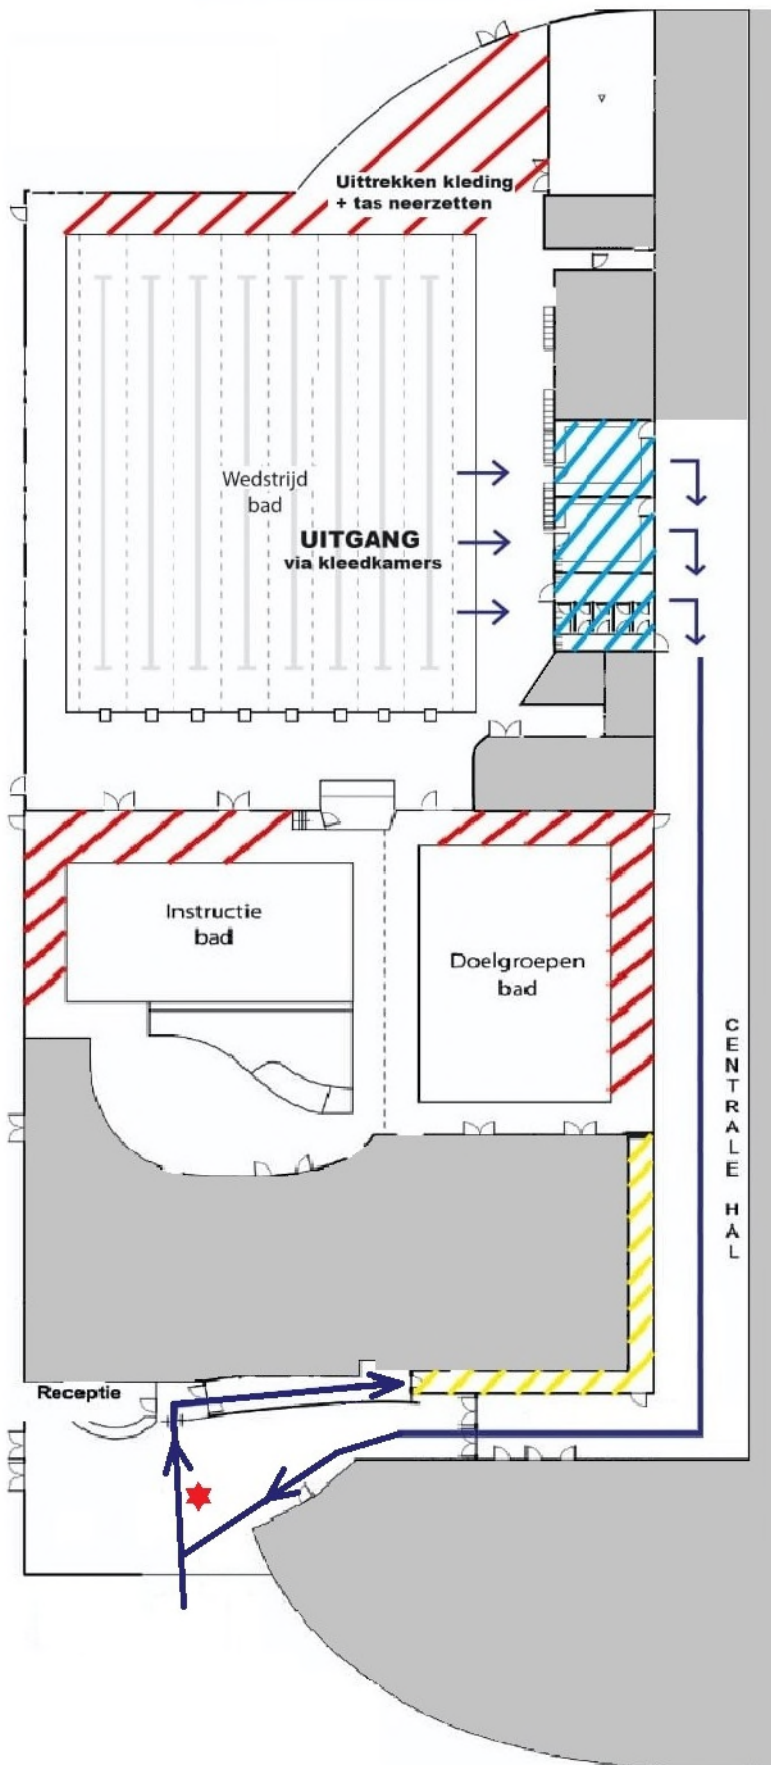 Uittrekken kleding
+ tas neerzetten
Wedstrijd
bad
UITGANG
via kleedkamers
Instructie
bad
Doelgroepen
bad
CENTRALE HAL
Receptie